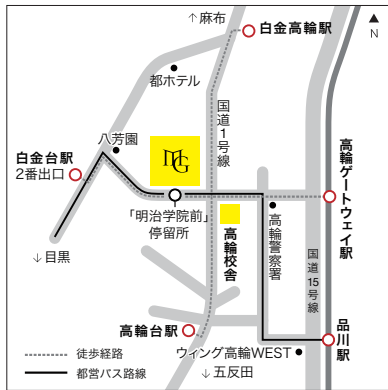 ↑麻布
白金高輪駅
▲
N
都ホテル
国道1号線
八芳園
白金台駅
2番出口
MG
「明治学院前」
停留所
高輪ゲートウェイ駅
高輪校舎
高輪警察署
国道15号線
↓目黒
品川駅
高輪台駅
ウィング高輪WEST
↓五反田
徒歩経路
都営バス路線